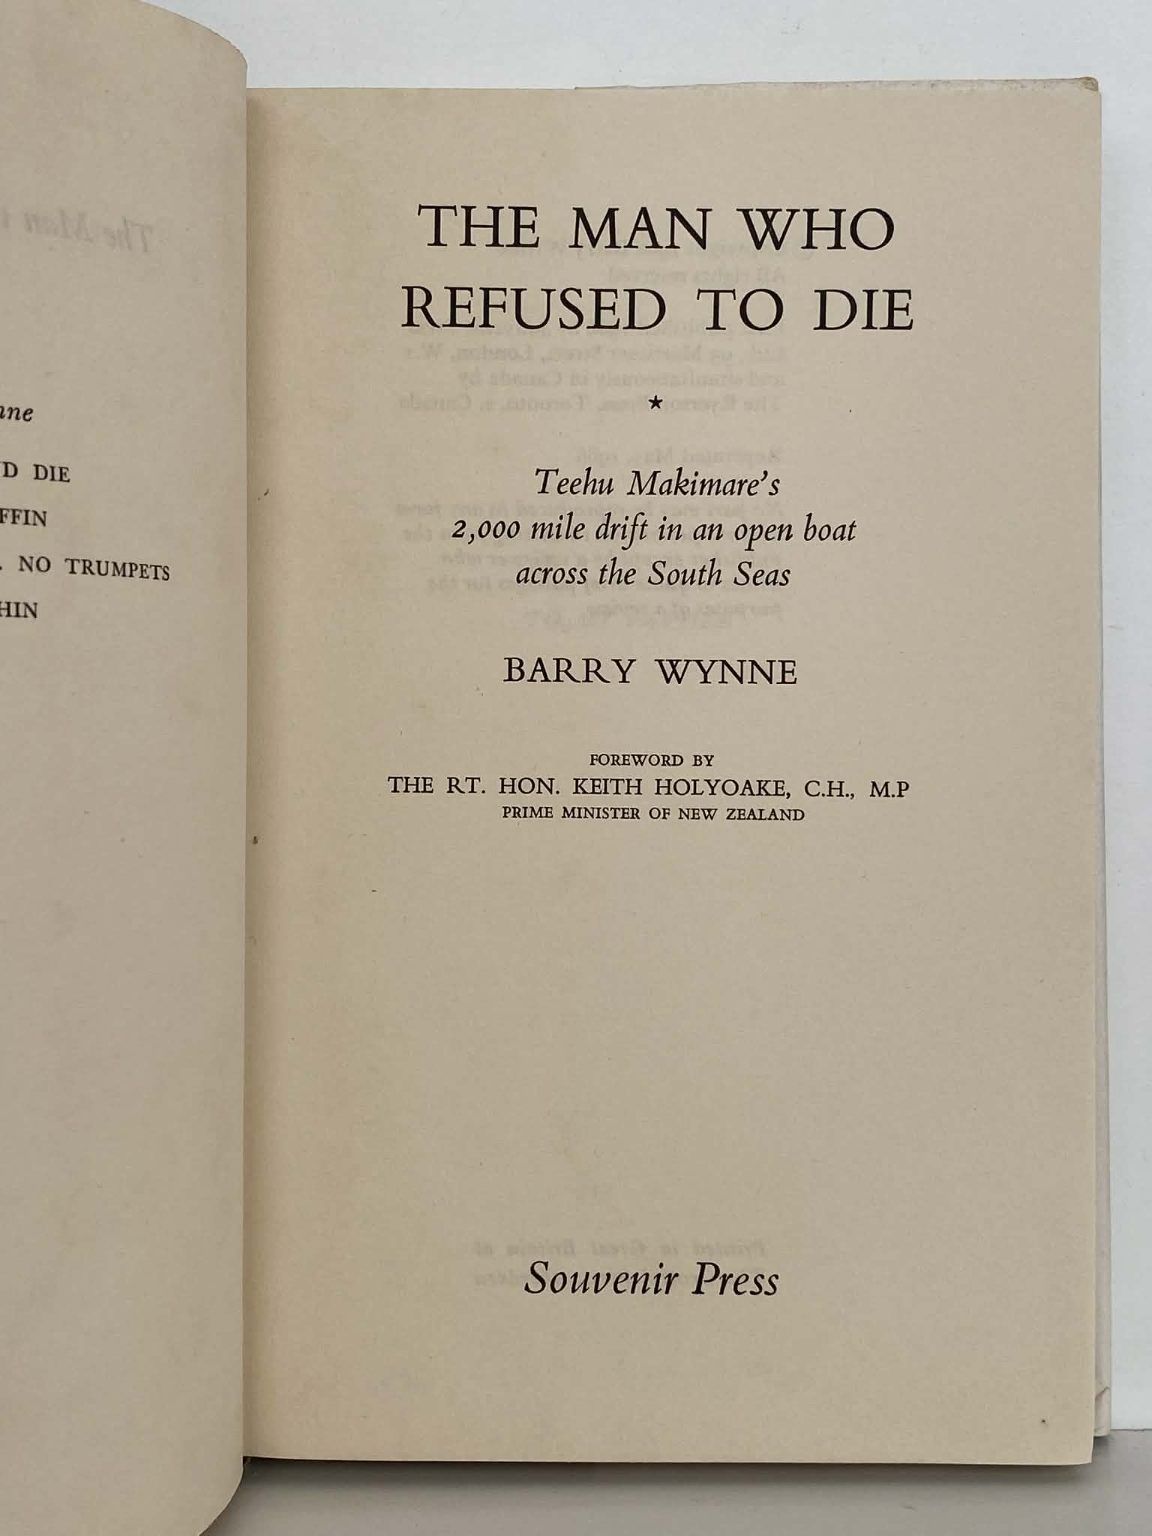 nne
D DIE
FFIN
. NO TRUMPETS
HIN
THE MAN WHO
REFUSED TO DIE
★
Teehu Makimare's
2,000 mile drift in an open boat
across the South Seas
BARRY WYNNE
FOREWORD BY
THE RT. HON. KEITH HOLYOAKE, C.H., M.P
PRIME MINISTER OF NEW ZEALAND
Souvenir Press